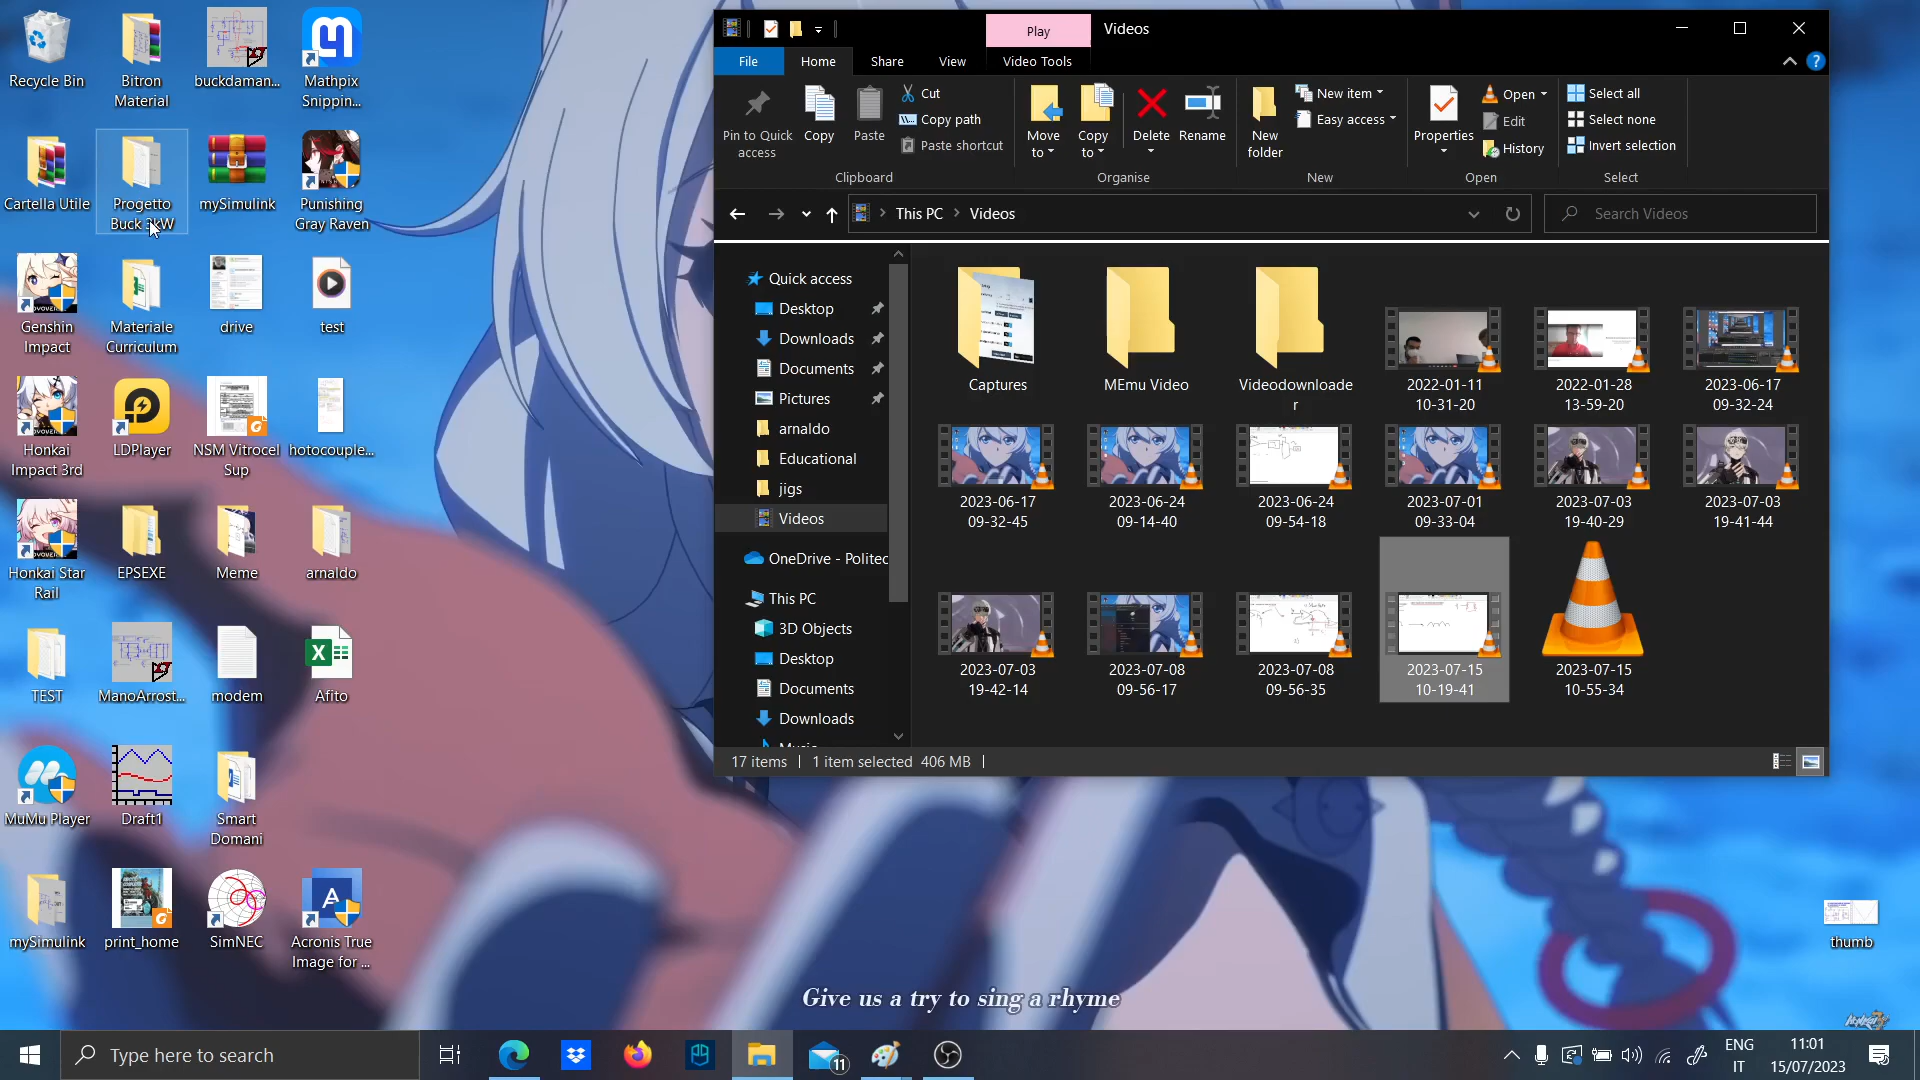 Recycle Bin
Bitron
Material
buckdaman...
Mathpix
Snippin...
Cartella Utile
Progetto
Buck 3kW
mySimulink
Punishing
Gray Raven
Genshin
Impact
Materiale
Curriculum
drive
test
Honkai
Impact 3rd
LDPlayer
NSM Vitrocel
Sup
hotocouple...
Honkai Star
Rail
EPSEXE
Meme
arnaldo
TEST
ManoArrost...
modem
Afito
MuMu Player
Draft1
Smart
Domani
mySimulink
print_home
SimNEC
Acronis True
Image for ...
Play
Videos
File
Home
Share
View
Video Tools
Pin to Quick
access
Copy
Paste
Cut
Copy path
Paste shortcut
Clipboard
Move
to
Copy
to
Delete
Rename
Organise
New
folder
New item
Easy access
New
Properties
Open
Edit
History
Open
Select all
Select none
Invert selection
Select
This PC
Videos
Search Videos
Quick access
Desktop
Downloads
Documents
Pictures
arnaldo
Educational
jigs
Videos
OneDrive - Politec
This PC
3D Objects
Desktop
Documents
Downloads
Captures
MEmu Video
Videodownloade
r
2022-01-11
10-31-20
2022-01-28
13-59-20
2023-06-17
09-32-24
2023-06-17
09-32-45
2023-06-24
09-14-40
2023-06-24
09-54-18
2023-07-01
09-33-04
2023-07-03
19-40-29
2023-07-03
19-41-44
2023-07-03
19-42-14
2023-07-08
09-56-17
2023-07-08
09-56-35
2023-07-15
10-19-41
2023-07-15
10-55-34
17 items
1 item selected 406 MB
thumb
Give us a try to sing a rhyme
Type here to search
11
ENG
IT
11:01
15/07/2023